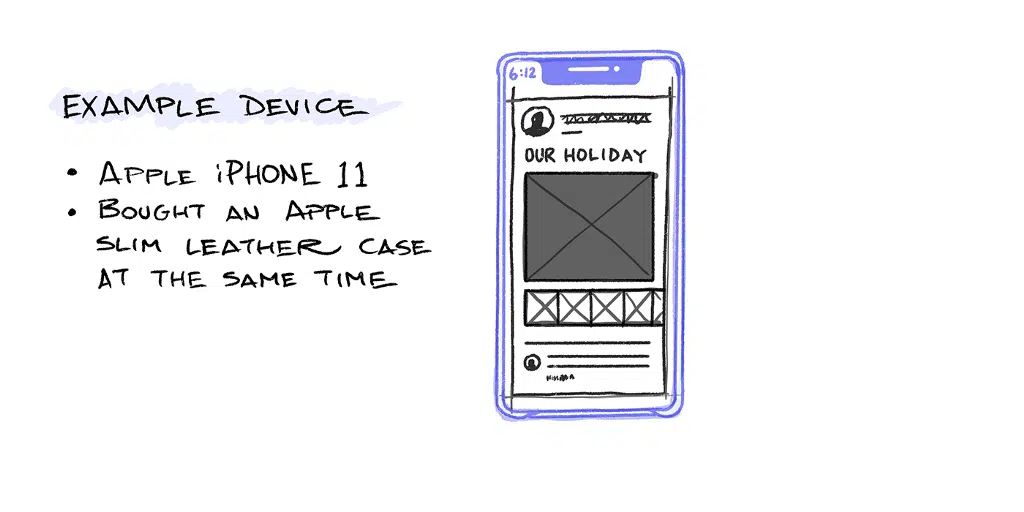 EXAMPLE DEVICE
• APPLE iPHONE 11
• BOUGHT AN APPLE
SLIM LEATHER CASE
AT THE SAME TIME
6:12
OUR HOLIDAY